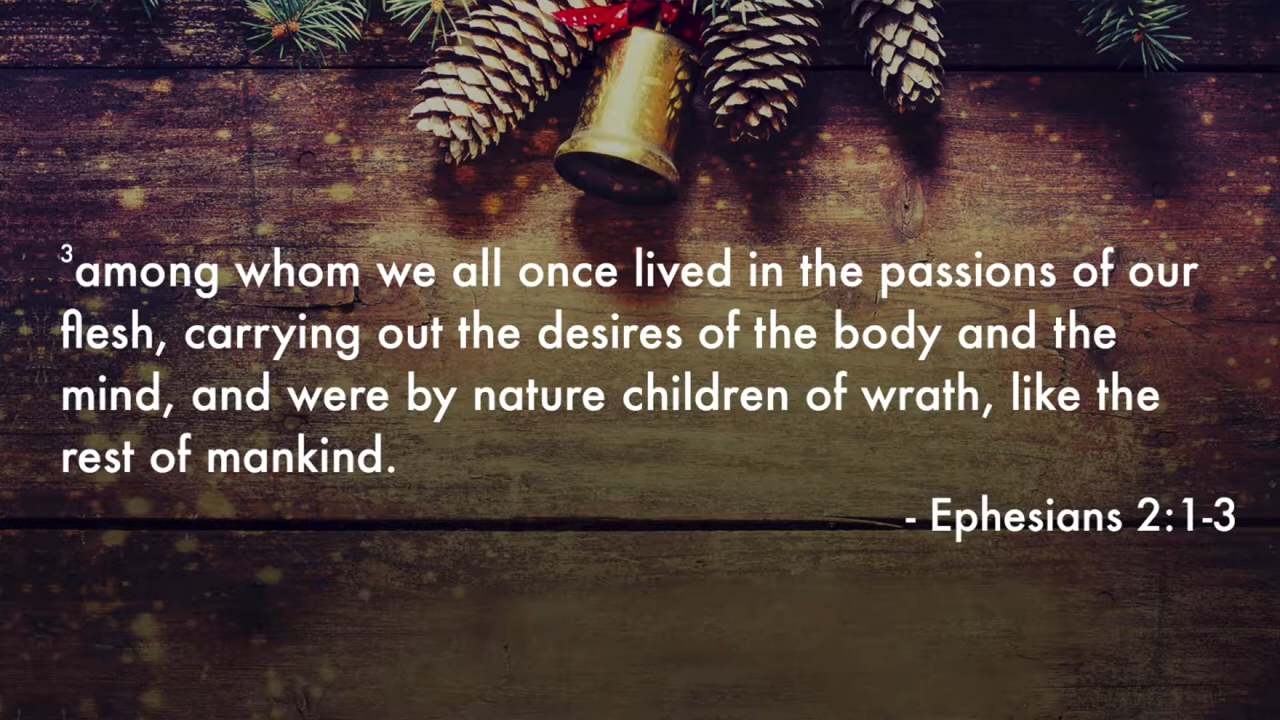 ³among whom we all once lived in the passions of our
flesh, carrying out the desires of the body and the
mind, and were by nature children of wrath, like the
rest of mankind.
- Ephesians 2:1-3